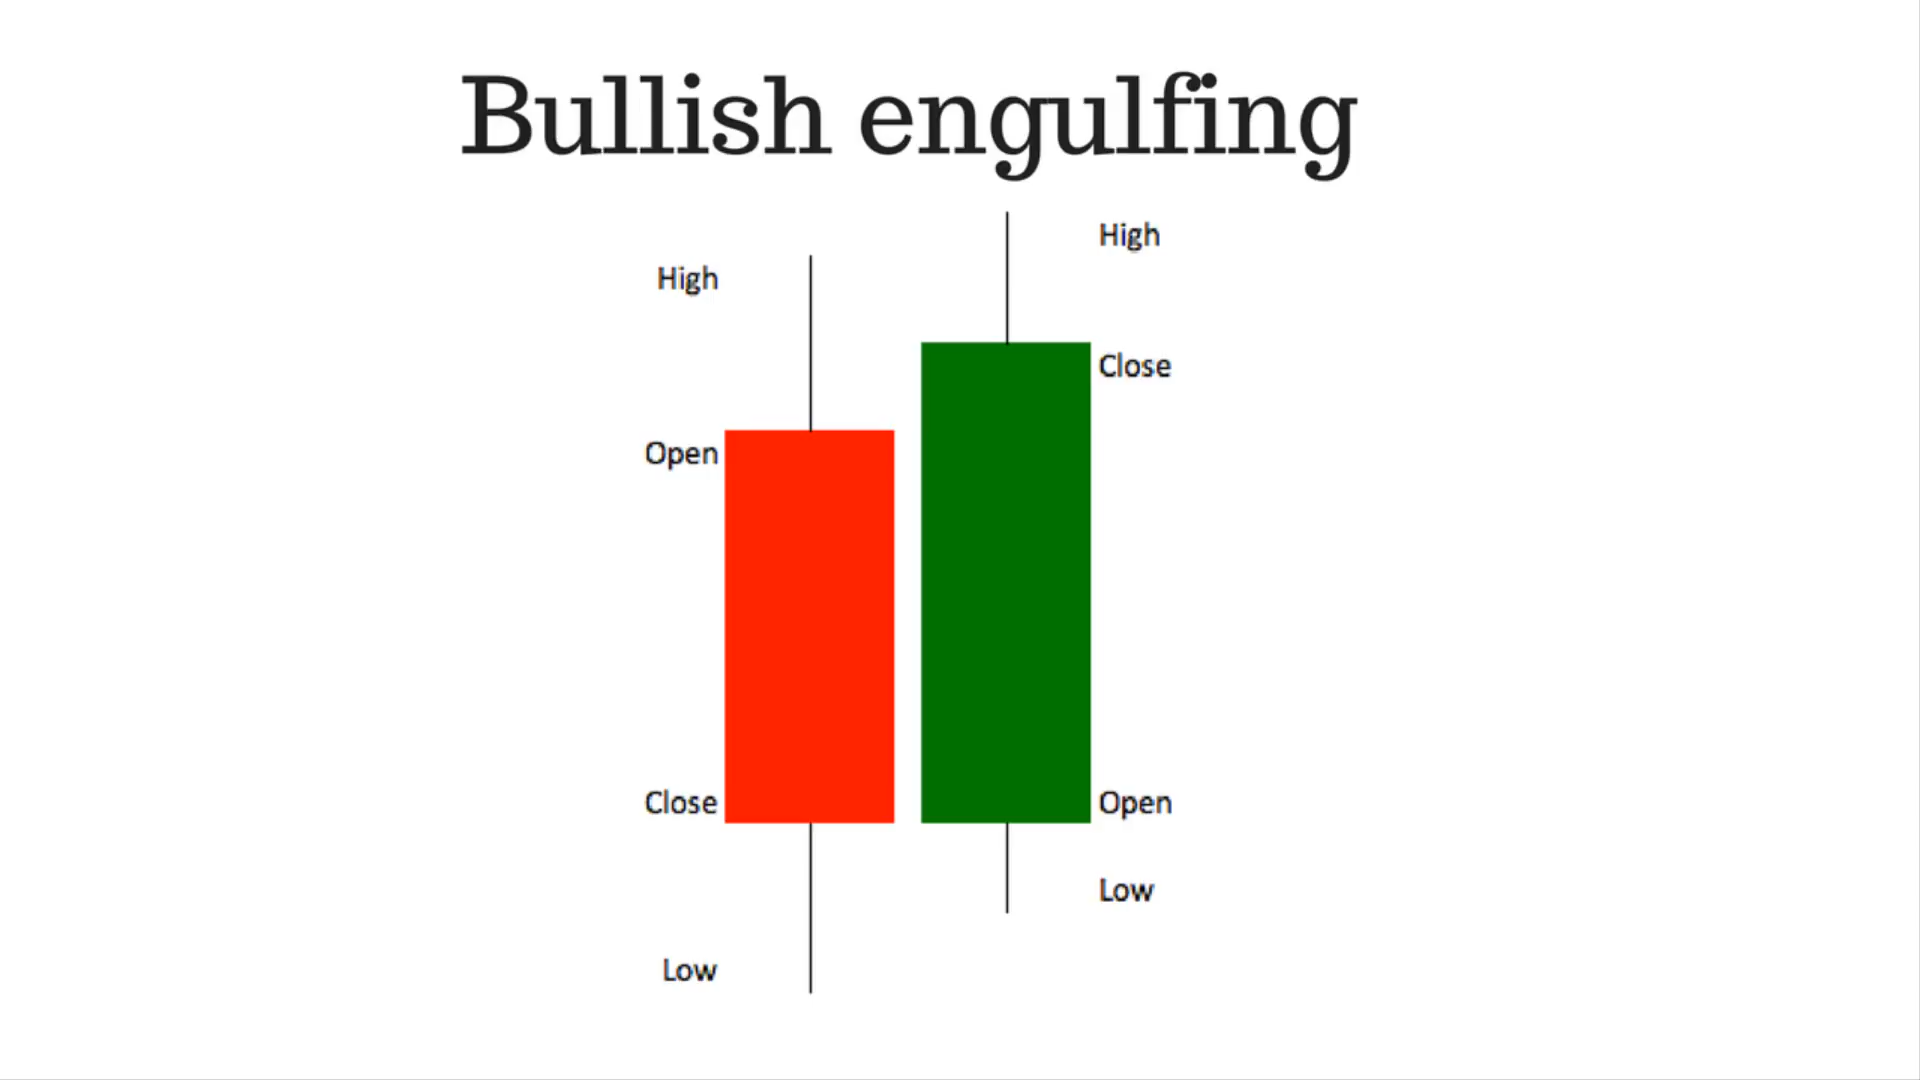 Bullish engulfing
High
High
Close
Open
Close
Open
Low
Low